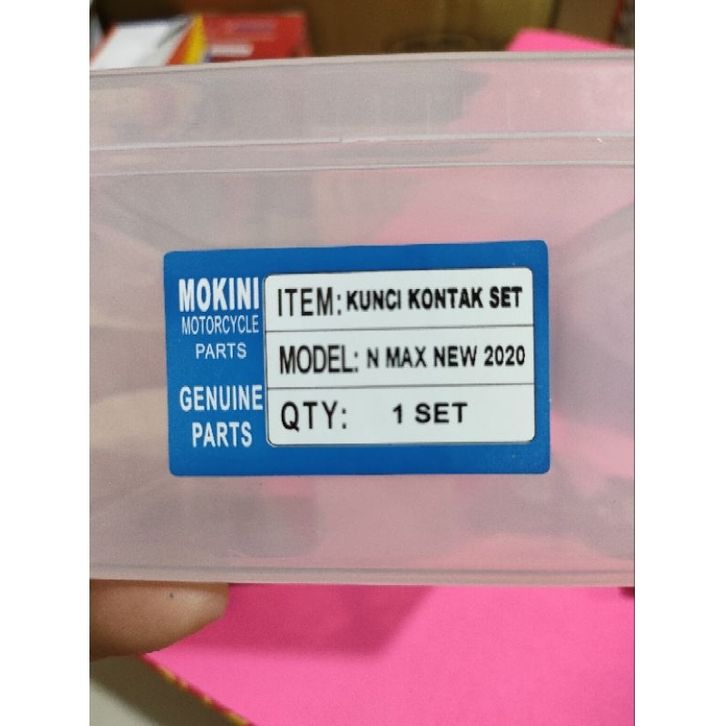 MOKINI
MOTORCYCLE
PARTS
GENUINE
PARTS
ITEM: KUNCI KONTAK SET
MODEL: N MAX NEW 2020
QTY: 1 SET